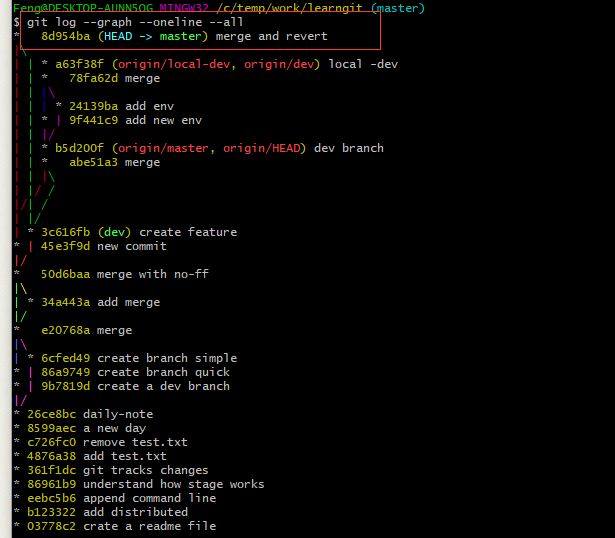 Feng@DESKTOP-AUNN5OG MINGW32 /c/temp/work/learngit (master)
$ git log --graph --oneline --all
*   8d954ba (HEAD -> master) merge and revert
|\
| | * a63f38f (origin/local-dev, origin/dev) local -dev
| | *   78fa62d merge
| | |\
| | | * 24139ba add env
| | * | 9f441c9 add new env
| | |/
| | * b5d200f (origin/master, origin/HEAD) dev branch
| | *   abe51a3 merge
| | |\
| |/ /
|/| /
| |/
| * 3c616fb (dev) create feature
* | 45e3f9d new commit
|/
*   50d6baa merge with no-ff
|\
| * 34a443a add merge
|/
*   e20768a merge
|\
| * 6cfed49 create branch simple
* | 86a9749 create branch quick
* | 9b7819d create a dev branch
|/
* 26ce8bc daily-note
* 8599aec a new day
* c726fc0 remove test.txt
* 4876a38 add test.txt
* 361f1dc git tracks changes
* 86961b9 understand how stage works
* eebc5b6 append command line
* b123322 add distributed
* 03778c2 crate a readme file